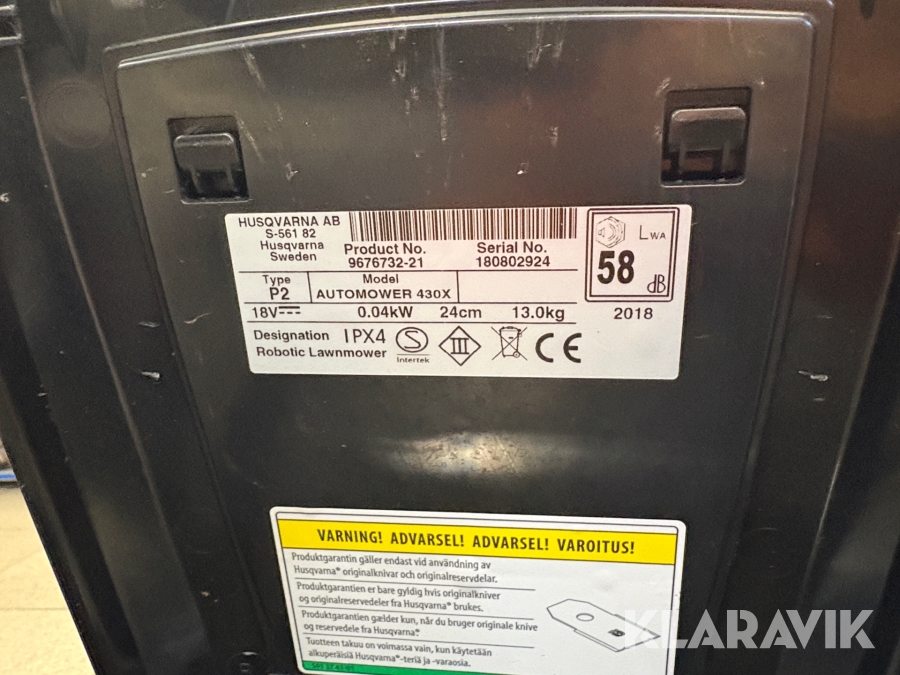 KLARAVIK
HUSQVARNA AB
S-561 82
Husqvarna
Sweden
Product No.
9676732-21
Serial No.
180802924
LWA
58
dB
Type
P2
Model
AUTOMOWER 430X
18V
0.04kW
24cm
13.0kg
2018
Designation
Robotic Lawnmower
IPX4
S
Intertek
III
CE
VARNING! ADVARSEL! ADVARSEL! VAROITUS!
Produktgarantin gäller endast vid användning av
Husqvarna® originalknivar och originalreservdelar.
Produktgarantien er bare gyldig hvis originalkniver
og originalreservedeler fra Husqvarna® brukes.
Produktgarantien gælder kun, når du bruger originale knive
og reservedele fra Husqvarna®.
Tuotteen takuu on voimassa vain, kun käytetään
alkuperäisiä Husqvarna®-teriä ja -varaosia.
KLARAVIK